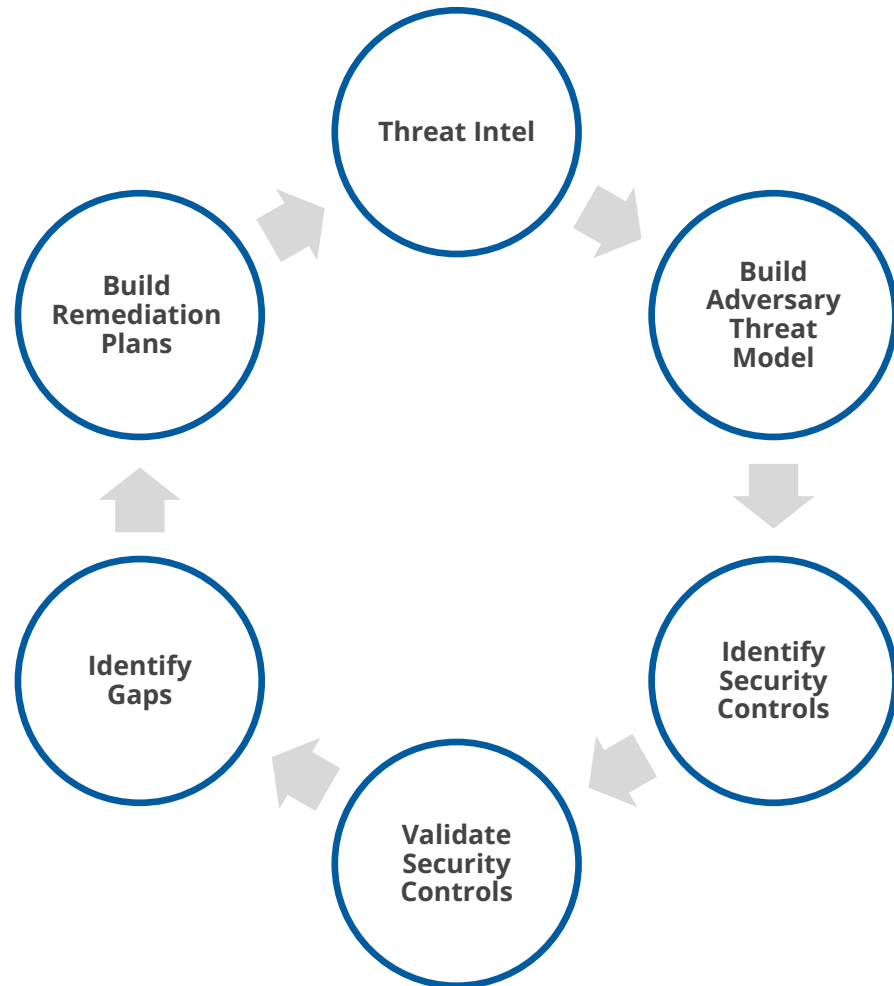 Threat Intel
Build
Adversary
Threat
Model
Identify
Security
Controls
Validate
Security
Controls
Identify
Gaps
Build
Remediation
Plans